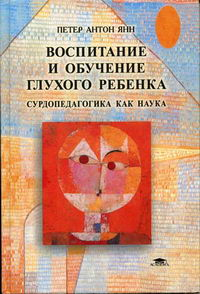 ПЕТЕР АНТОН ЯНН
ВОСПИТАНИЕ
И ОБУЧЕНИЕ
ГЛУХОГО РЕБЕНКА
СУРДОПЕДАГОГИКА КАК НАУКА